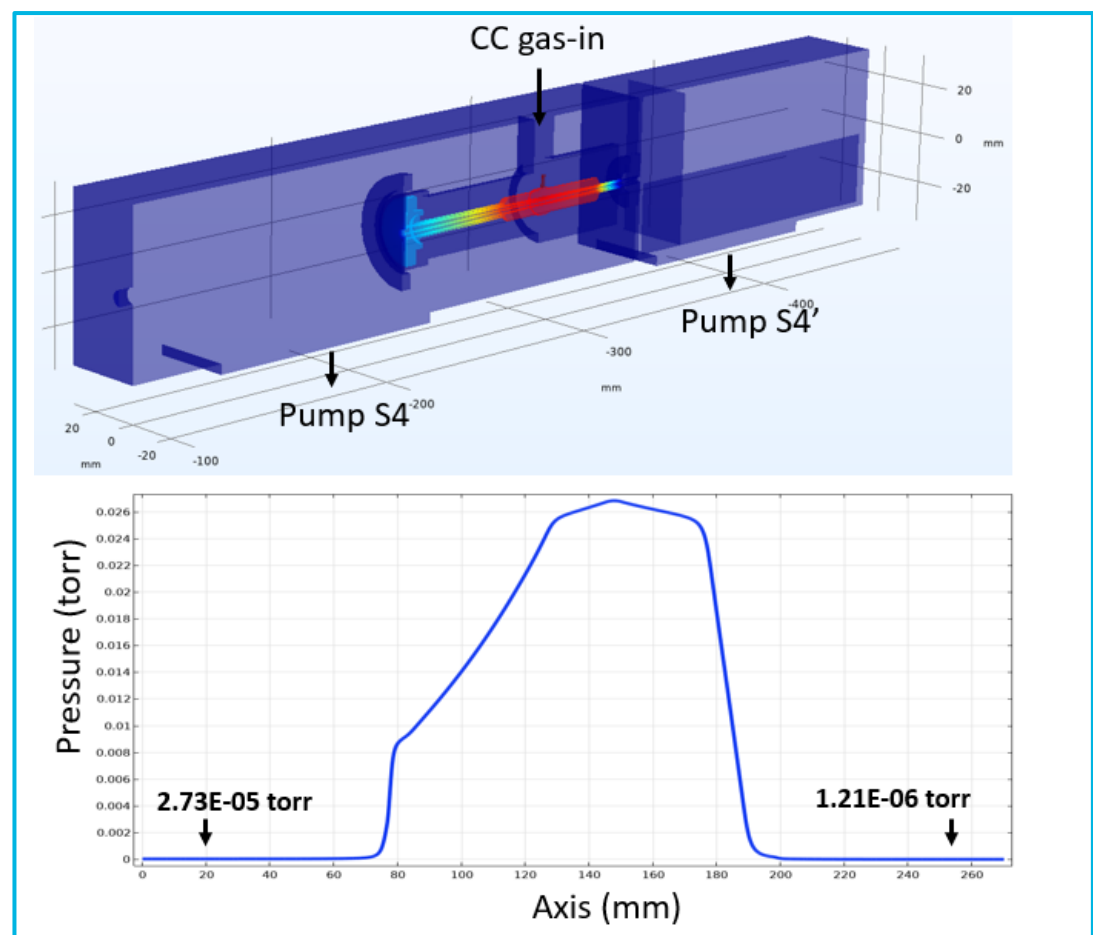 CC gas-in
20
0
mm
-20
-400
Pump S4’
-300
mm
-200
Pump S4
20
0
-20
mm
-100
Pressure (torr)
0.026
0.024
0.022
0.02
0.018
0.016
0.014
0.012
0.01
0.008
0.006
0.004
0.002
0
2.73E-05 torr
1.21E-06 torr
0 20 40 60 80 100 120 140 160 180 200 220 240 260
Axis (mm)